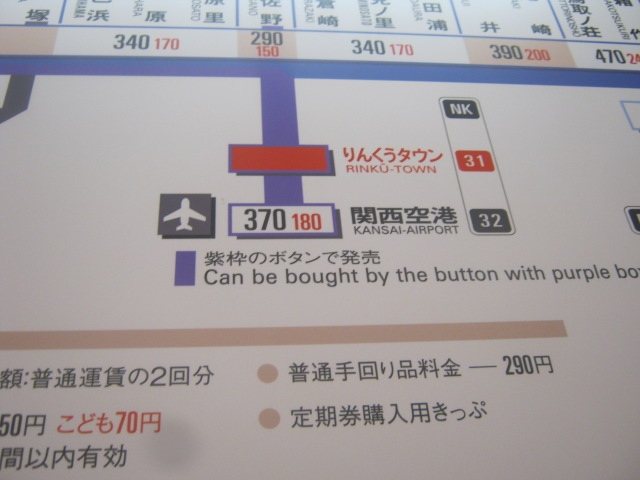 塚
浜
原
HARA
里
佐野
倉崎
里
田浦
井
崎
荘
作
340 170
290
150
340 170
390 200
470
NK
りんくうタウン
RINKŪ-TOWN
31
370 180
関西空港
KANSAI-AIRPORT
32
紫枠のボタンで発売
Can be bought by the button with purple bo
額:普通運賃の2回分
普通手回り品料金 — 290円
50円 こども70円
定期券購入用きっぷ
間以内有効